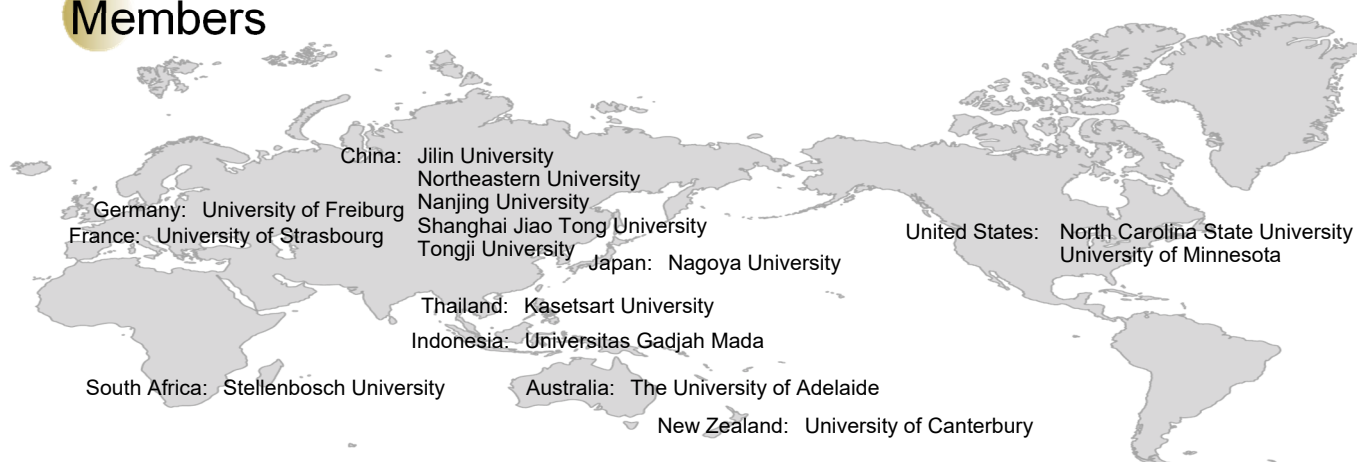 Members
China: Jilin University
Northeastern University
Nanjing University
Shanghai Jiao Tong University
Tongji University
Germany: University of Freiburg
France: University of Strasbourg
United States: North Carolina State University
University of Minnesota
Japan: Nagoya University
Thailand: Kasetsart University
Indonesia: Universitas Gadjah Mada
South Africa: Stellenbosch University
Australia: The University of Adelaide
New Zealand: University of Canterbury